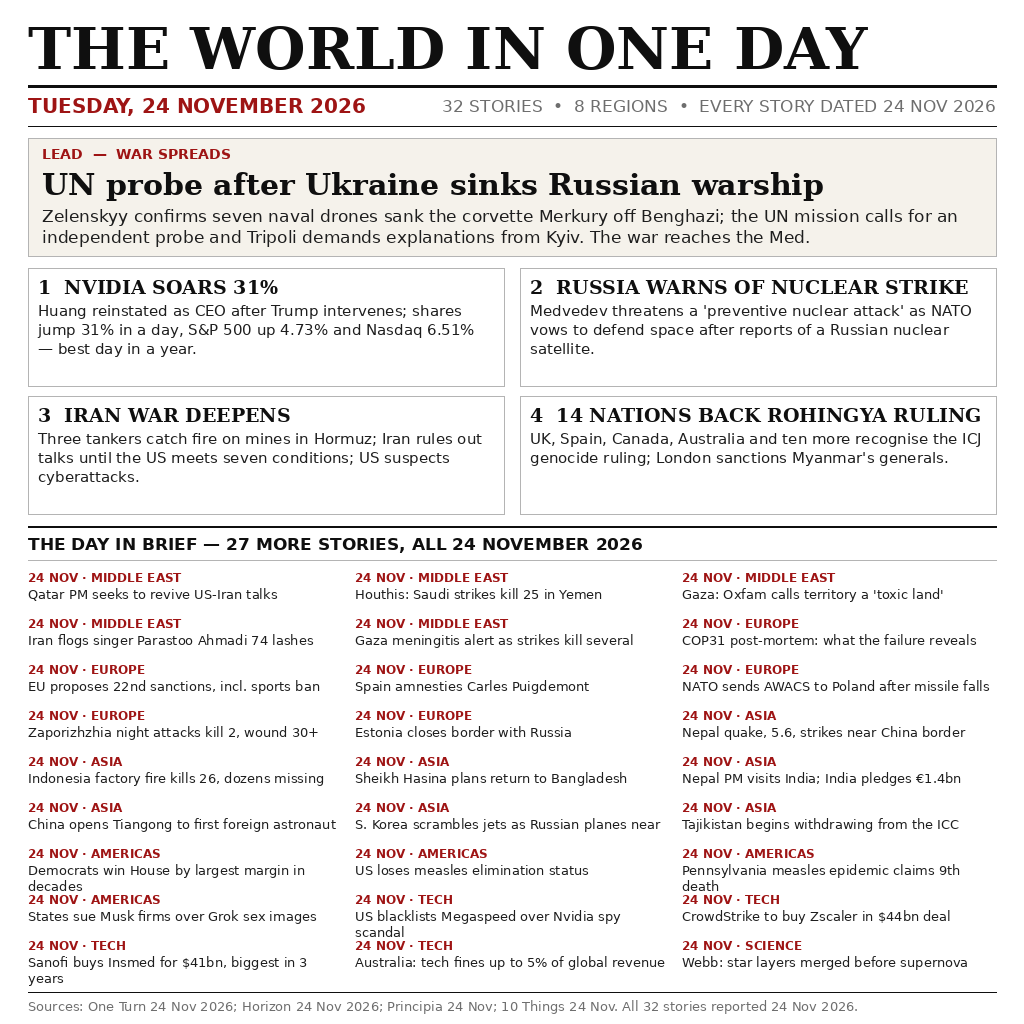 THE WORLD IN ONE DAY
TUESDAY, 24 NOVEMBER 2026
32 STORIES • 8 REGIONS • EVERY STORY DATED 24 NOV 2026
LEAD — WAR SPREADS
UN probe after Ukraine sinks Russian warship
Zelenskyy confirms seven naval drones sank the corvette Merkury off Benghazi; the UN mission calls for an
independent probe and Tripoli demands explanations from Kyiv. The war reaches the Med.
1 NVIDIA SOARS 31%
Huang reinstated as CEO after Trump intervenes; shares
jump 31% in a day, S&P 500 up 4.73% and Nasdaq 6.51%
— best day in a year.
2 RUSSIA WARNS OF NUCLEAR STRIKE
Medvedev threatens a 'preventive nuclear attack' as NATO
vows to defend space after reports of a Russian nuclear
satellite.
3 IRAN WAR DEEPENS
Three tankers catch fire on mines in Hormuz; Iran rules out
talks until the US meets seven conditions; US suspects
cyberattacks.
4 14 NATIONS BACK ROHINGYA RULING
UK, Spain, Canada, Australia and ten more recognise the ICJ
genocide ruling; London sanctions Myanmar's generals.
THE DAY IN BRIEF — 27 MORE STORIES, ALL 24 NOVEMBER 2026
24 NOV · MIDDLE EAST
Qatar PM seeks to revive US-Iran talks
24 NOV · MIDDLE EAST
Houthis: Saudi strikes kill 25 in Yemen
24 NOV · MIDDLE EAST
Gaza: Oxfam calls territory a 'toxic land'
24 NOV · MIDDLE EAST
Iran flogs singer Parastoo Ahmadi 74 lashes
24 NOV · MIDDLE EAST
Gaza meningitis alert as strikes kill several
24 NOV · EUROPE
COP31 post-mortem: what the failure reveals
24 NOV · EUROPE
EU proposes 22nd sanctions, incl. sports ban
24 NOV · EUROPE
Spain amnesties Carles Puigdemont
24 NOV · EUROPE
NATO sends AWACS to Poland after missile falls
24 NOV · EUROPE
Zaporizhzhia night attacks kill 2, wound 30+
24 NOV · EUROPE
Estonia closes border with Russia
24 NOV · ASIA
Nepal quake, 5.6, strikes near China border
24 NOV · ASIA
Indonesia factory fire kills 26, dozens missing
24 NOV · ASIA
Sheikh Hasina plans return to Bangladesh
24 NOV · ASIA
Nepal PM visits India; India pledges €1.4bn
24 NOV · ASIA
China opens Tiangong to first foreign astronaut
24 NOV · ASIA
S. Korea scrambles jets as Russian planes near
24 NOV · ASIA
Tajikistan begins withdrawing from the ICC
24 NOV · AMERICAS
Democrats win House by largest margin in
decades
24 NOV · AMERICAS
US loses measles elimination status
24 NOV · AMERICAS
Pennsylvania measles epidemic claims 9th
death
24 NOV · AMERICAS
States sue Musk firms over Grok sex images
24 NOV · TECH
US blacklists Megaspeed over Nvidia spy
scandal
24 NOV · TECH
CrowdStrike to buy Zscaler in $44bn deal
24 NOV · TECH
Sanofi buys Insmed for $41bn, biggest in 3
years
24 NOV · TECH
Australia: tech fines up to 5% of global revenue
24 NOV · SCIENCE
Webb: star layers merged before supernova
Sources: One Turn 24 Nov 2026; Horizon 24 Nov 2026; Principia 24 Nov; 10 Things 24 Nov. All 32 stories reported 24 Nov 2026.